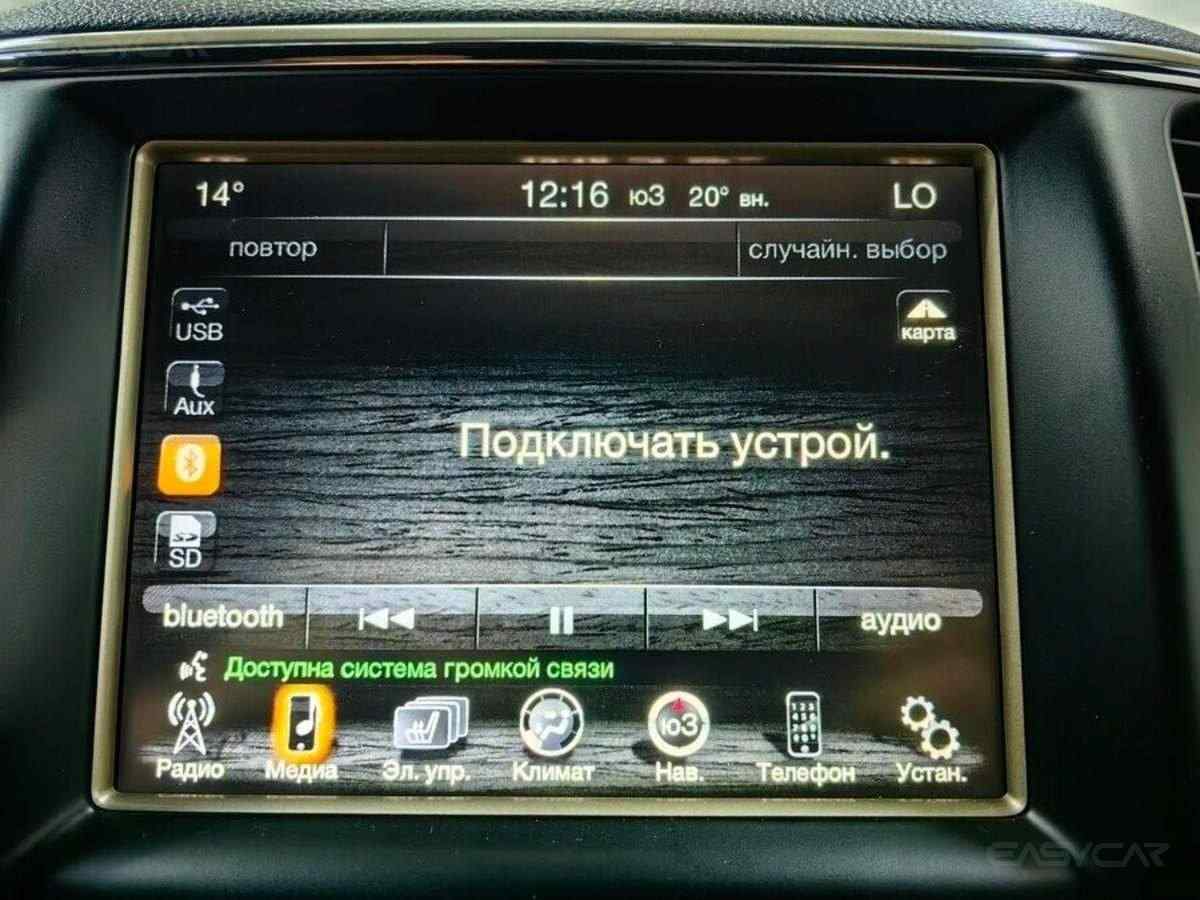 14° 12:16 юЗ 20° вн. LO
повтор случайн. выбор
USB
карта
Aux
Подключать устрой.
SD
bluetooth аудио
Доступна система громкой связи
юЗ
Радио Медиа Эл. упр. Климат Нав. Телефон Устан.
EASYCAR